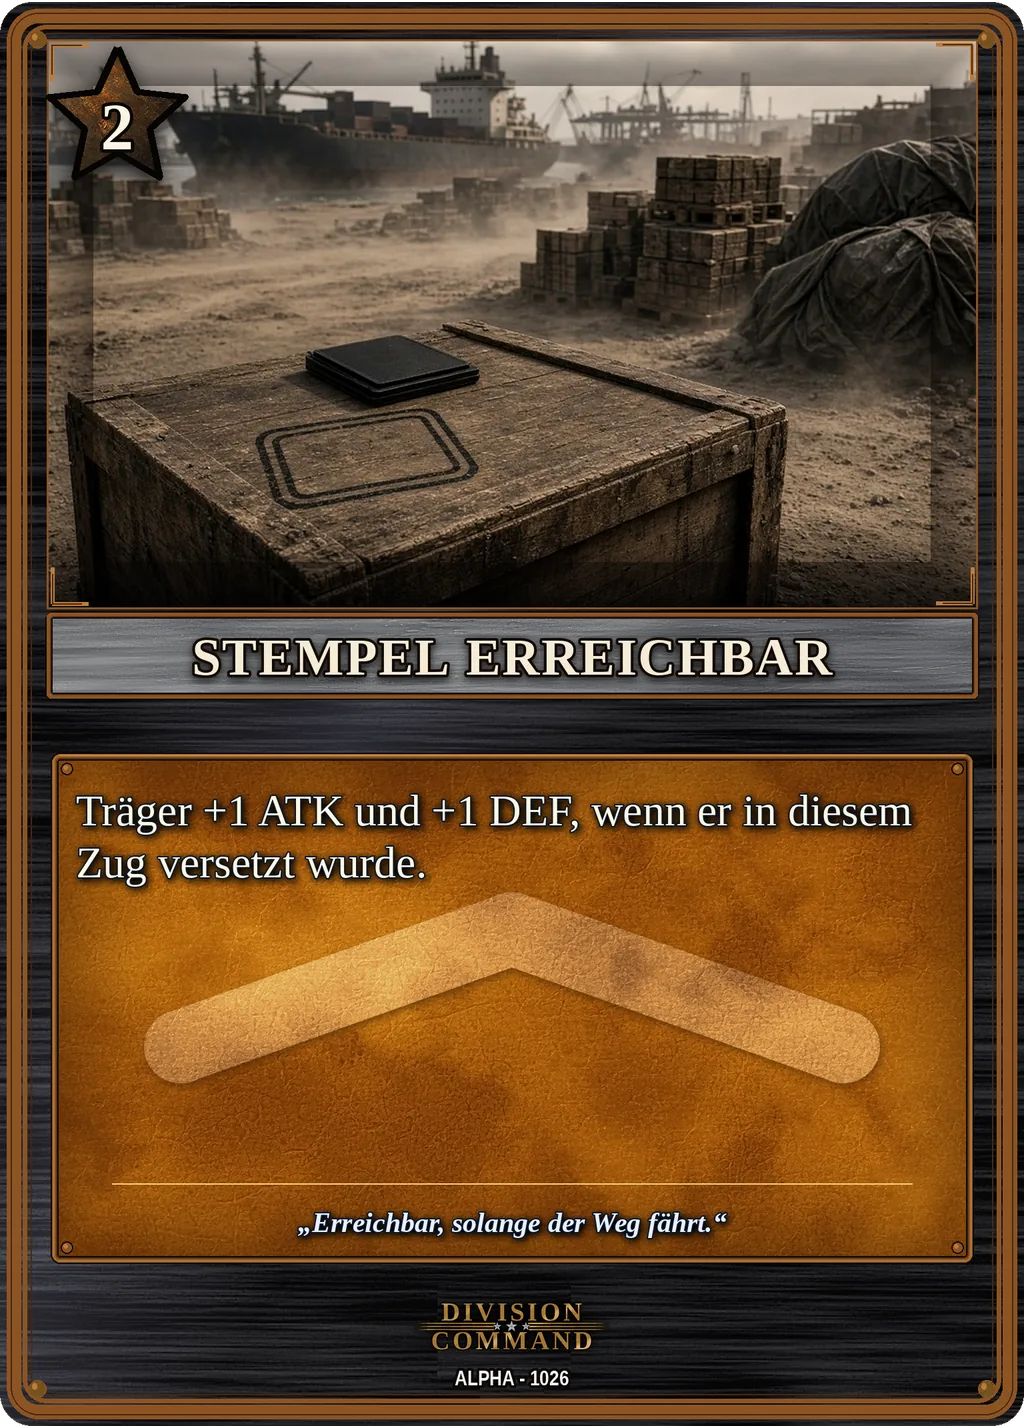 2
STEMPEL ERREICHBAR
Träger +1 ATK und +1 DEF, wenn er in diesem
Zug versetzt wurde.
„Erreichbar, solange der Weg fährt.“
DIVISION
COMMAND
ALPHA - 1026